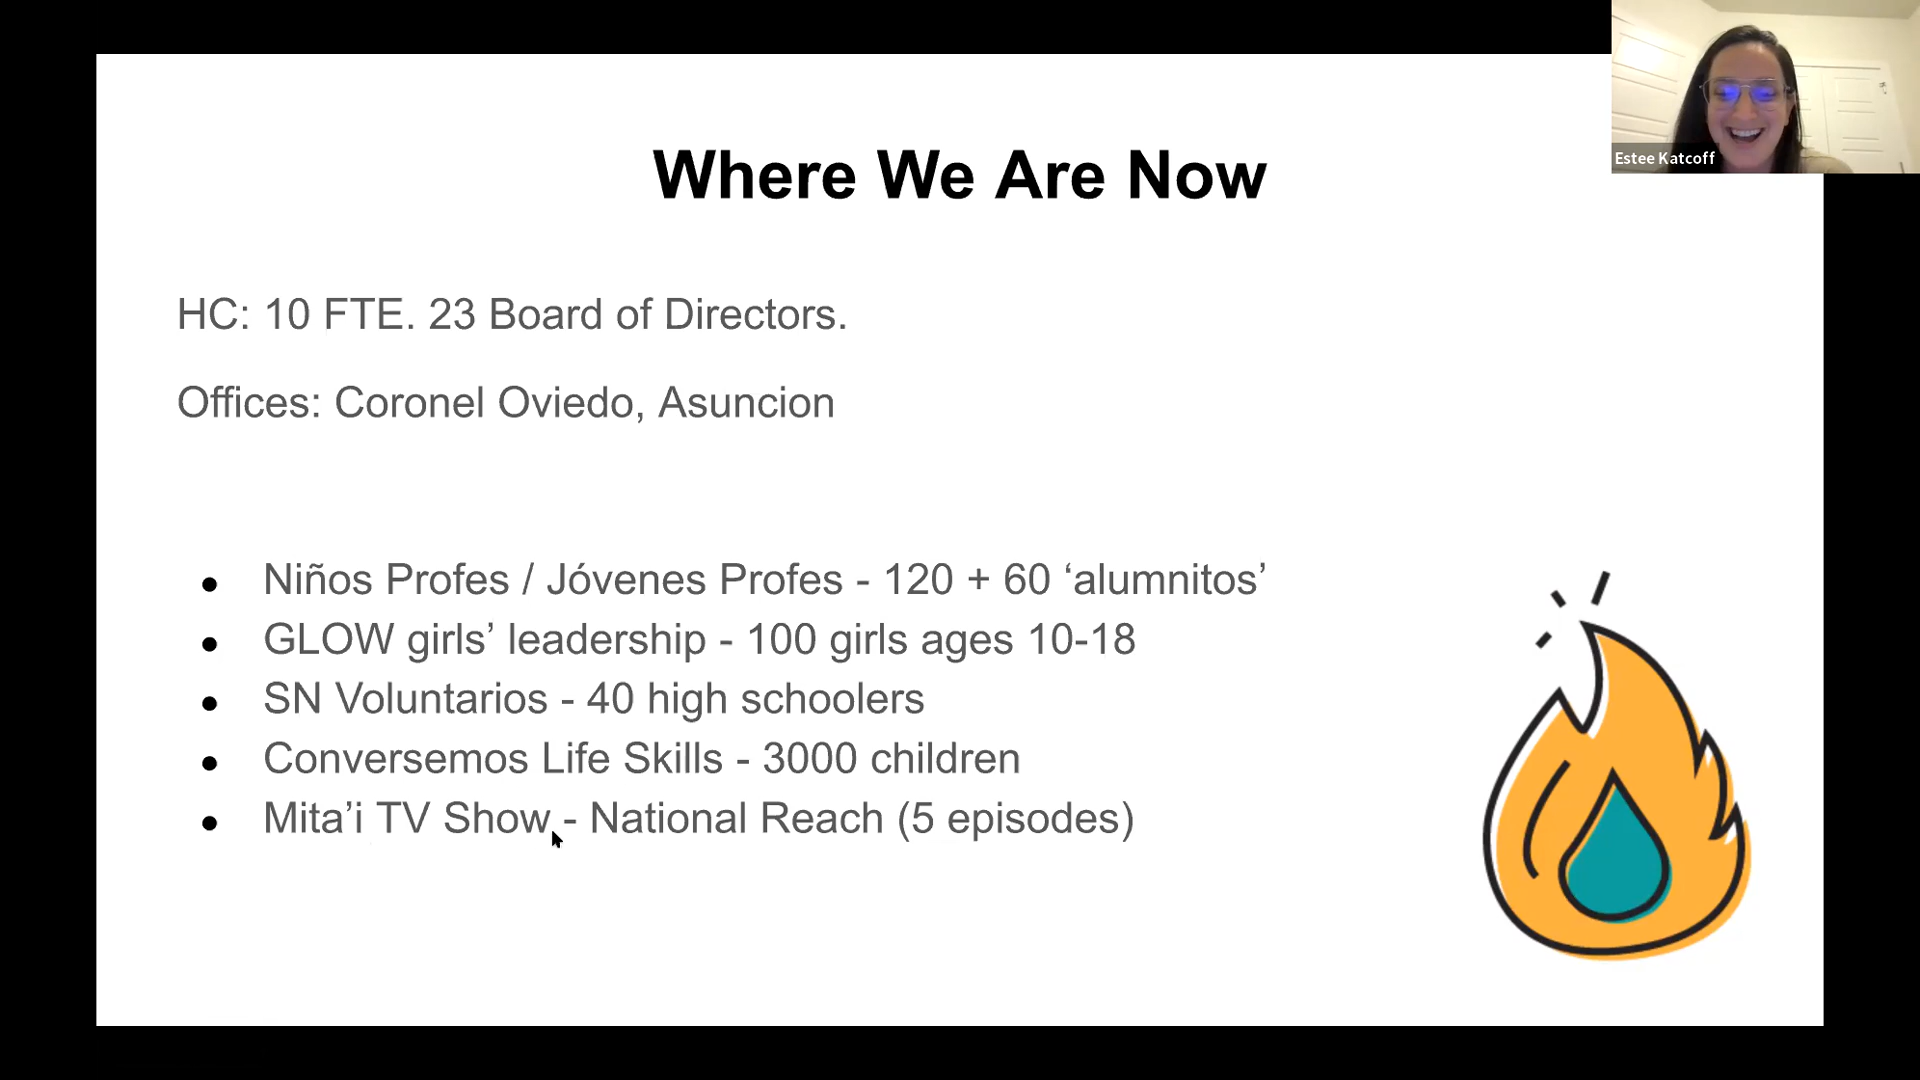 Estee Katcoff
Where We Are Now
HC: 10 FTE. 23 Board of Directors.
Offices: Coronel Oviedo, Asuncion
● Niños Profes / Jóvenes Profes - 120 + 60 ‘alumnitos’
● GLOW girls’ leadership - 100 girls ages 10-18
● SN Voluntarios - 40 high schoolers
● Conversemos Life Skills - 3000 children
● Mita’i TV Show - National Reach (5 episodes)